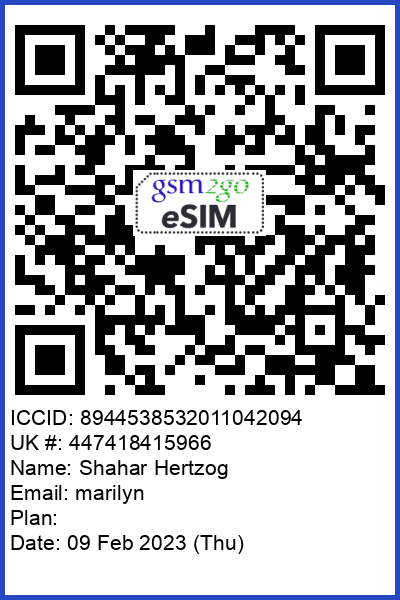 gsm2go
eSIM
ICCID: 8944538532011042094
UK #: 447418415966
Name: Shahar Hertzog
Email: marilyn
Plan:
Date: 09 Feb 2023 (Thu)